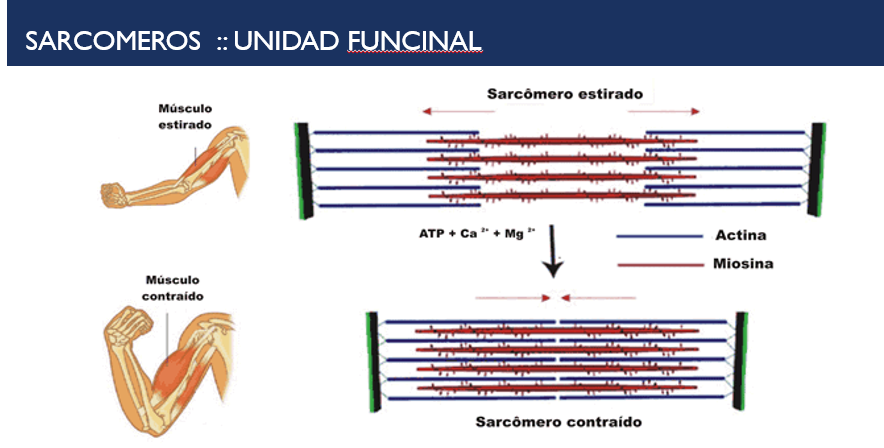 SARCOMEROS :: UNIDAD FUNCINAL
Sarcômero estirado
Músculo
estirado
ATP + Ca 2+ + Mg 2+
Actina
Miosina
Músculo
contraído
Sarcômero contraído